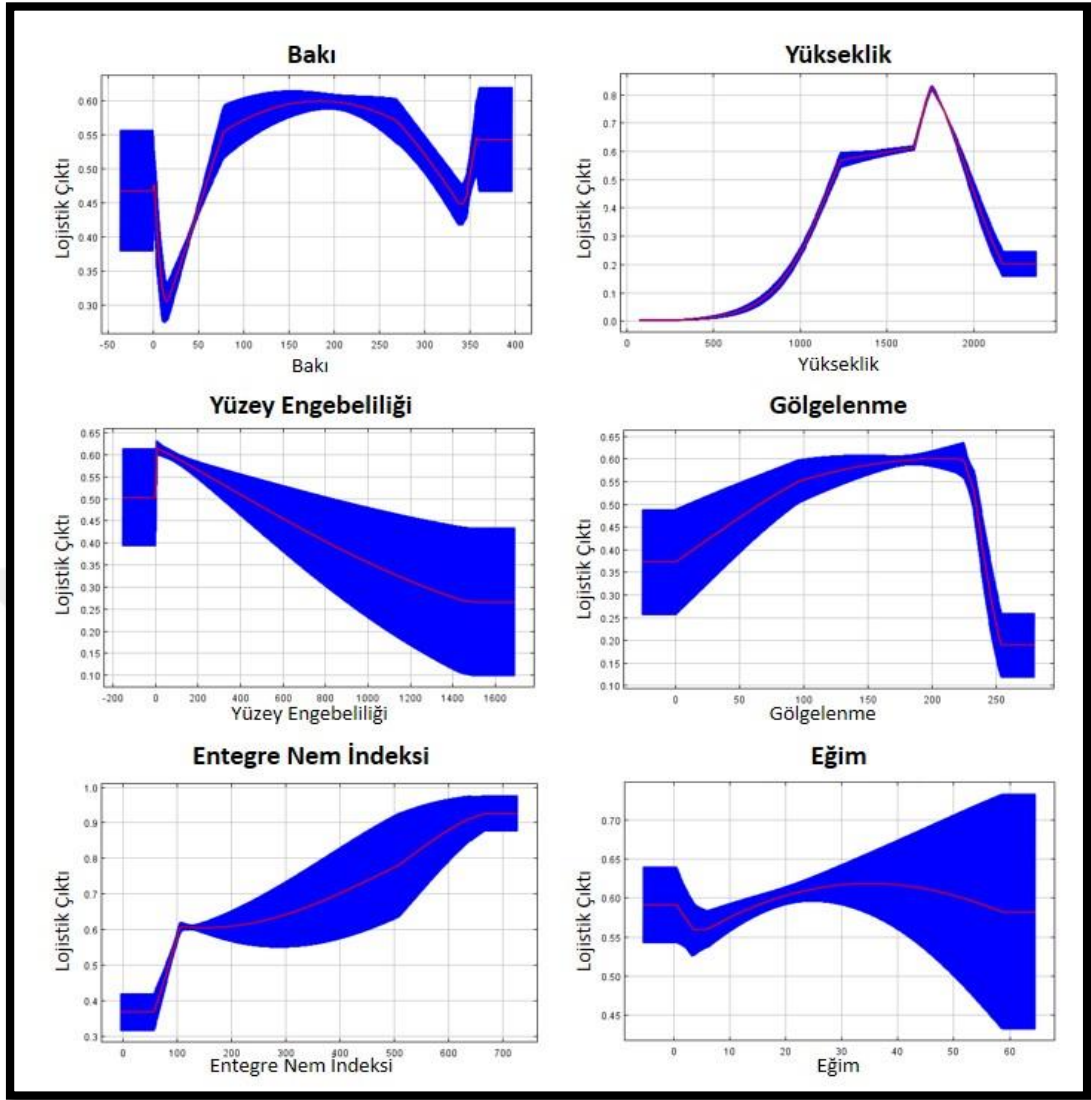 Bakı
Lojistik Çıktı
0.60
0.55
0.50
0.45
0.40
0.35
0.30
-50 0 50 100 150 200 250 300 350 400
Bakı
Yükseklik
Lojistik Çıktı
0.8
0.7
0.6
0.5
0.4
0.3
0.2
0.1
0.0
0 500 1000 1500 2000
Yükseklik
Yüzey Engebeliliği
Lojistik Çıktı
0.65
0.60
0.55
0.50
0.45
0.40
0.35
0.30
0.25
0.20
0.15
0.10
-200 0 200 400 600 800 1000 1200 1400 1600
Yüzey Engebeliliği
Gölgelenme
Lojistik Çıktı
0.65
0.60
0.55
0.50
0.45
0.40
0.35
0.30
0.25
0.20
0.15
0.10
0 50 100 150 200 250
Gölgelenme
Entegre Nem İndeksi
Lojistik Çıktı
1.0
0.9
0.8
0.7
0.6
0.5
0.4
0.3
0 100 200 300 400 500 600 700
Entegre Nem İndeksi
Eğim
Lojistik Çıktı
0.70
0.65
0.60
0.55
0.50
0.45
0 10 20 30 40 50 60
Eğim